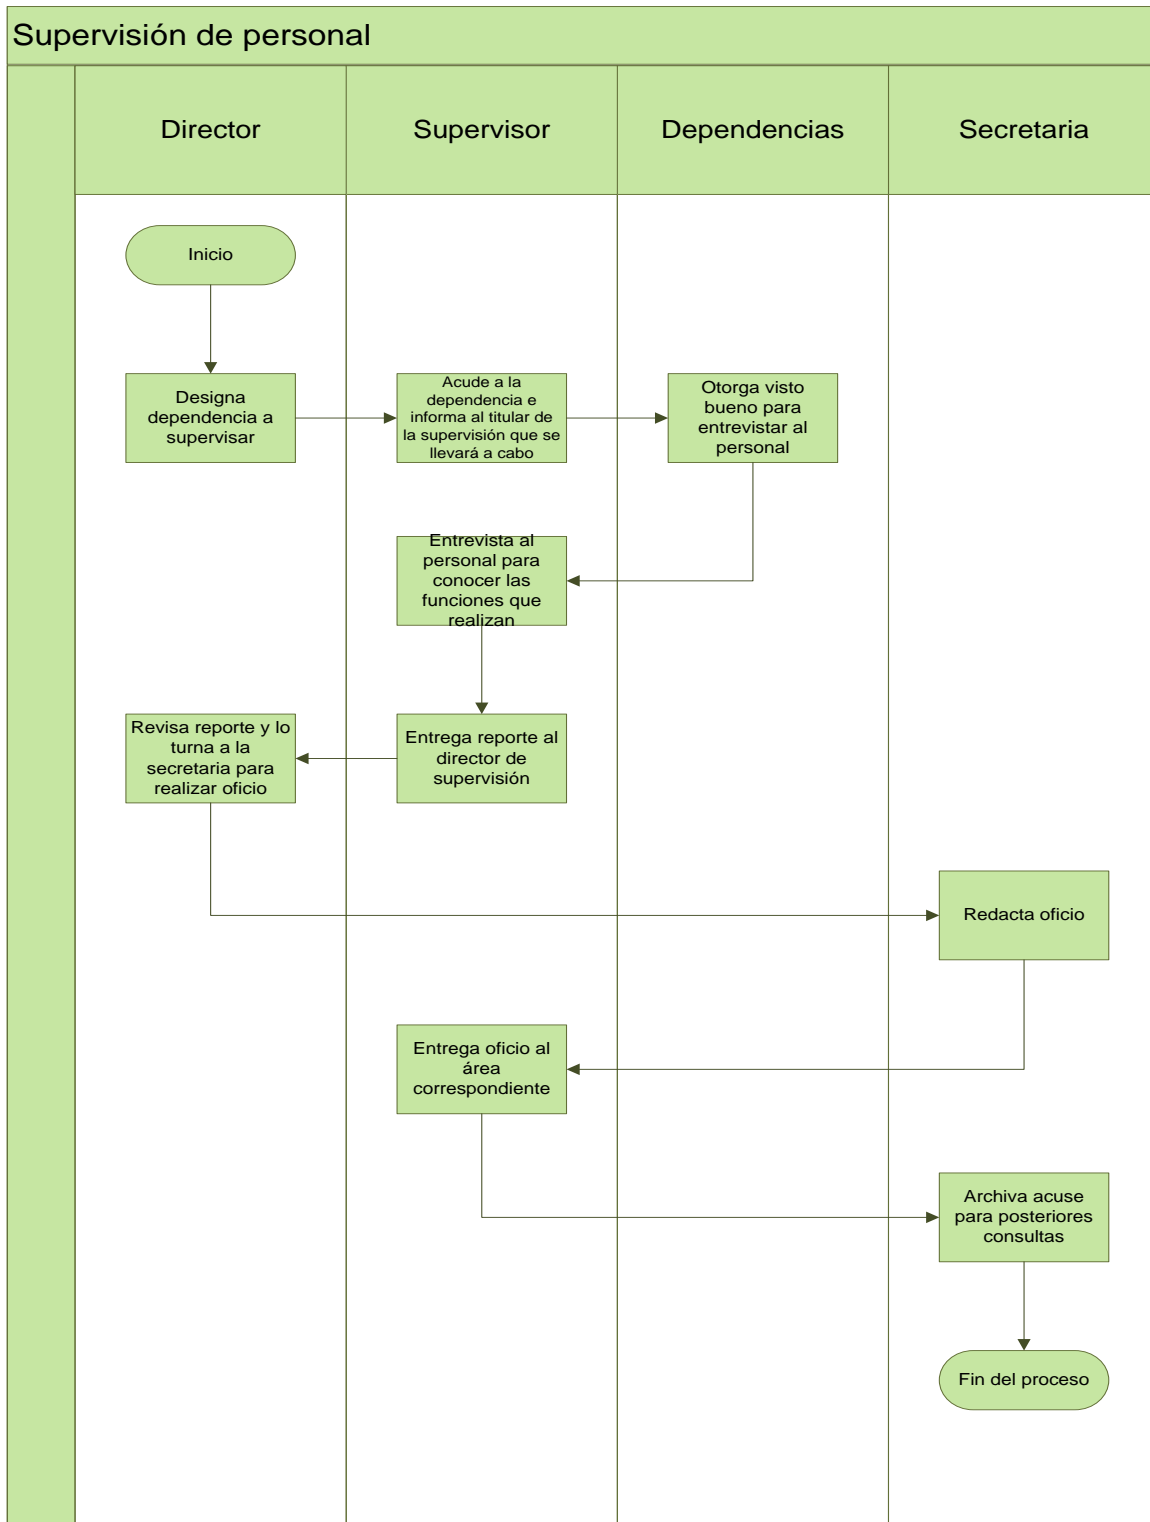 Supervisión de personal
Director
Supervisor
Dependencias
Secretaria
Inicio
Designa
dependencia a
supervisar
Acude a la
dependencia e
informa al titular de
la supervisión que se
llevará a cabo
Otorga visto
bueno para
entrevistar al
personal
Entrevista al
personal para
conocer las
funciones que
realizan
Revisa reporte y lo
turna a la
secretaria para
realizar oficio
Entrega reporte al
director de
supervisión
Redacta oficio
Entrega oficio al
área
correspondiente
Archiva acuse
para posteriores
consultas
Fin del proceso